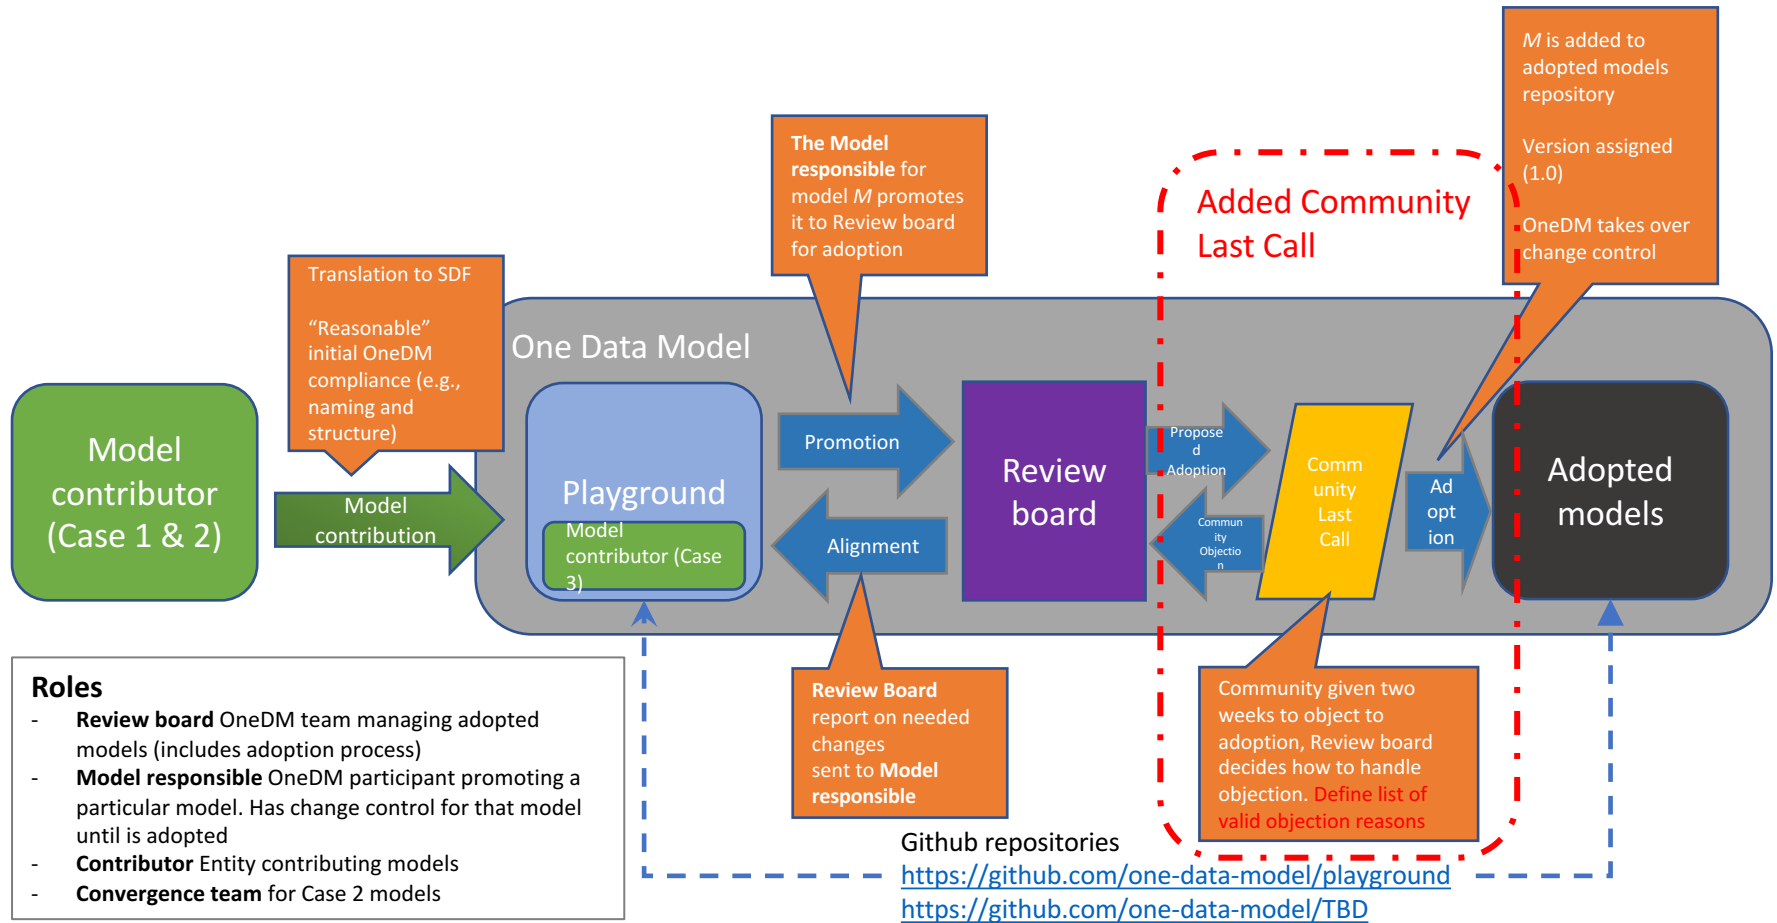 M is added to
adopted models
repository
Version assigned
(1.0)
OneDM takes over
change control
The Model
responsible for
model M promotes
it to Review board
for adoption
Added Community
Last Call
Translation to SDF
“Reasonable”
initial OneDM
compliance (e.g.,
naming and
structure)
One Data Model
Model
contributor
(Case 1 & 2)
Model
contribution
Playground
Model
contributor (Case
3)
Promotion
Alignment
Review
board
Propose
d
Adoption
Commun
ity
Objectio
n
Comm
unity
Last
Call
Ad
opt
ion
Adopted
models
Roles
- Review board OneDM team managing adopted
models (includes adoption process)
- Model responsible OneDM participant promoting a
particular model. Has change control for that model
until is adopted
- Contributor Entity contributing models
- Convergence team for Case 2 models
Review Board
report on needed
changes
sent to Model
responsible
Community given two
weeks to object to
adoption, Review board
decides how to handle
objection. Define list of
valid objection reasons
Github repositories
https://github.com/one-data-model/playground
https://github.com/one-data-model/TBD